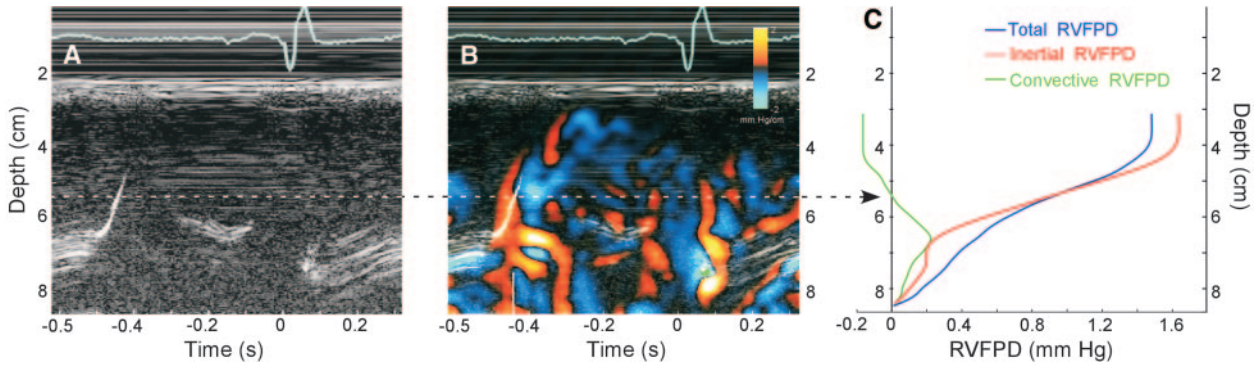 A
B
C
2
4
6
8
Depth (cm)
-0.5
-0.4
-0.2
0
0.2
Time (s)
2
-2
mm Hg/cm
2
4
6
8
-0.5
-0.4
-0.2
0
0.2
Time (s)
Total RVFPD
Inertial RVFPD
Convective RVFPD
2
4
6
8
2
4
6
8
Depth (cm)
-0.2
0
0.4
0.8
1.2
1.6
RVFPD (mm Hg)